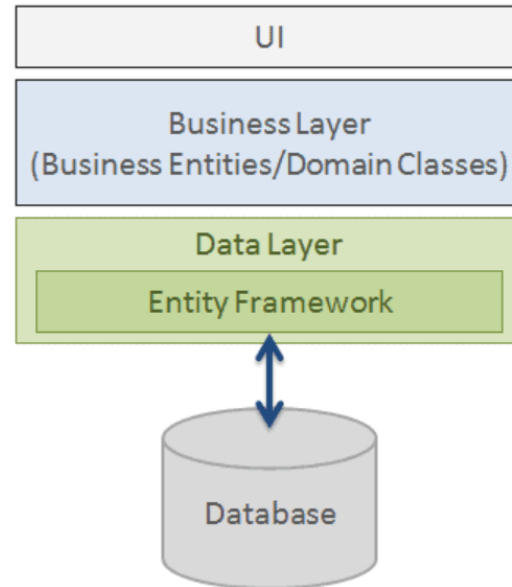 UI
Business Layer
(Business Entities/Domain Classes)
Data Layer
Entity Framework
Database